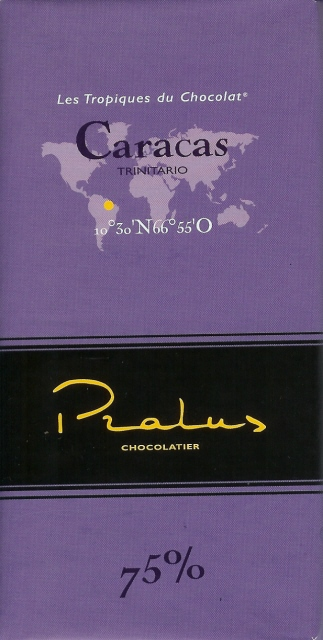 Les Tropiques du Chocolat®
Caracas
TRINITARIO
10°30'N66°55'O
Pralus
CHOCOLATIER
75%